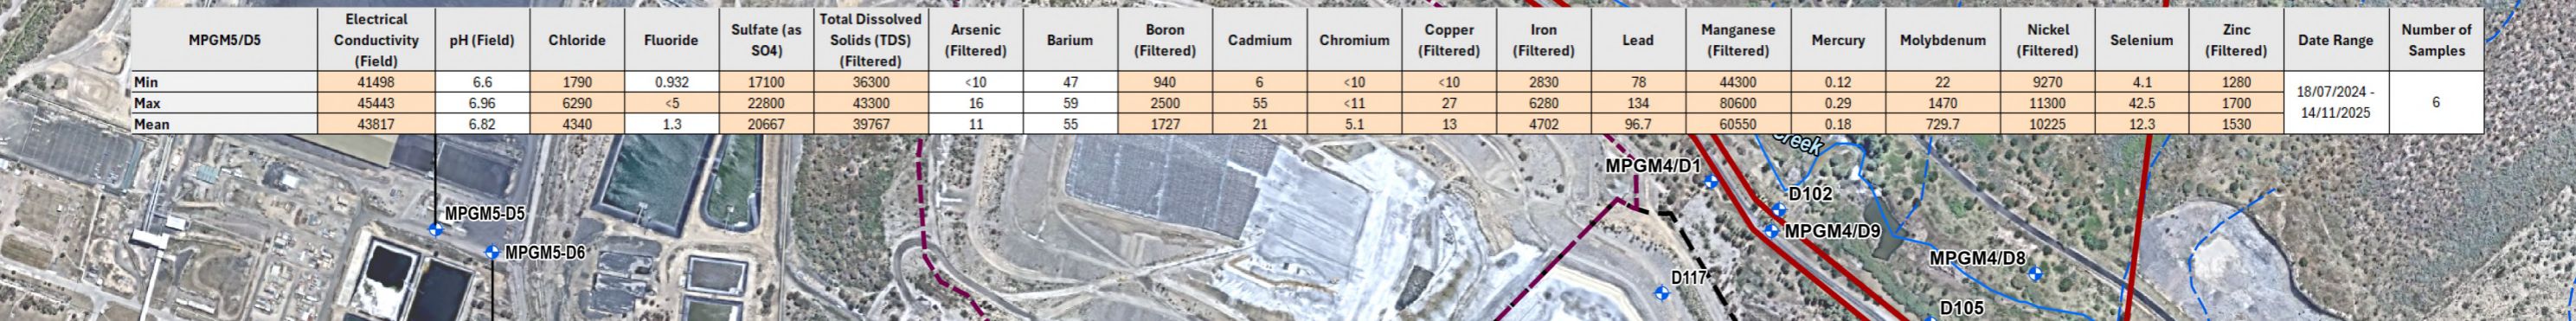 MPGM5/D5 Electrical Conductivity (Field) pH (Field) Chloride Fluoride Sulfate (as SO4) Total Dissolved Solids (TDS) (Filtered) Arsenic (Filtered) Barium Boron (Filtered) Cadmium Chromium Copper (Filtered) Iron (Filtered) Lead Manganese (Filtered) Mercury Molybdenum Nickel (Filtered) Selenium Zinc (Filtered) Date Range Number of Samples
Min 41498 6.6 1790 0.932 17100 36300 <10 47 940 6 <10 <10 2830 78 44300 0.12 22 9270 4.1 1280 18/07/2024 - 14/11/2025 6
Max 45443 6.96 6290 <5 22800 43300 16 59 2500 55 <11 27 6280 134 80600 0.29 1470 11300 42.5 1700
Mean 43817 6.82 4340 1.3 20667 39767 11 55 1727 21 5.1 13 4702 96.7 60550 0.18 729.7 10225 12.3 1530
Creek
MPGM4/D1
D102
MPGM5-D5
MPGM4/D9
MPGM5-D6
MPGM4/D8
D117
D105